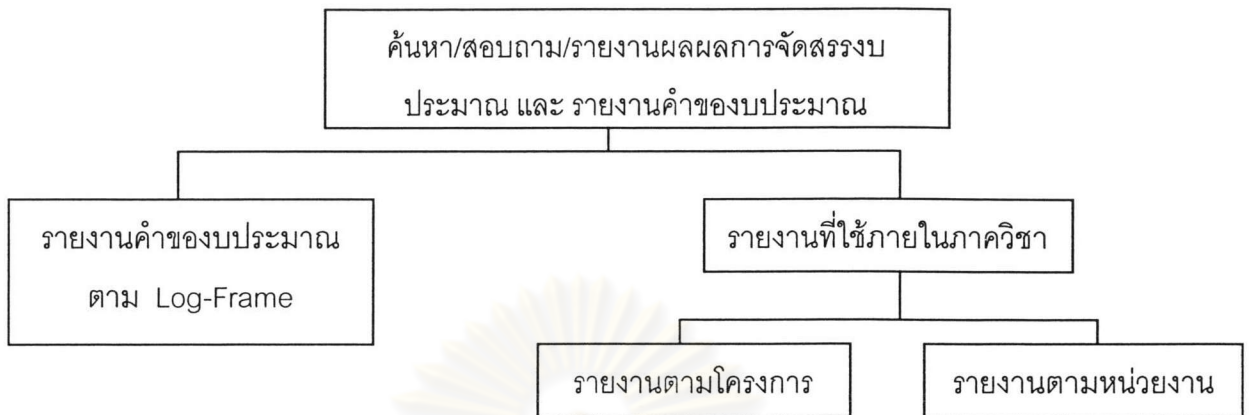 ค้นหา/สอบถาม/รายงานผลผลการจัดสรรงบ
ประมาณ และ รายงานคำของบประมาณ
รายงานคำของบประมาณ
ตาม Log-Frame
รายงานที่ใช้ภายในภาควิชา
รายงานตามโครงการ
รายงานตามหน่วยงาน